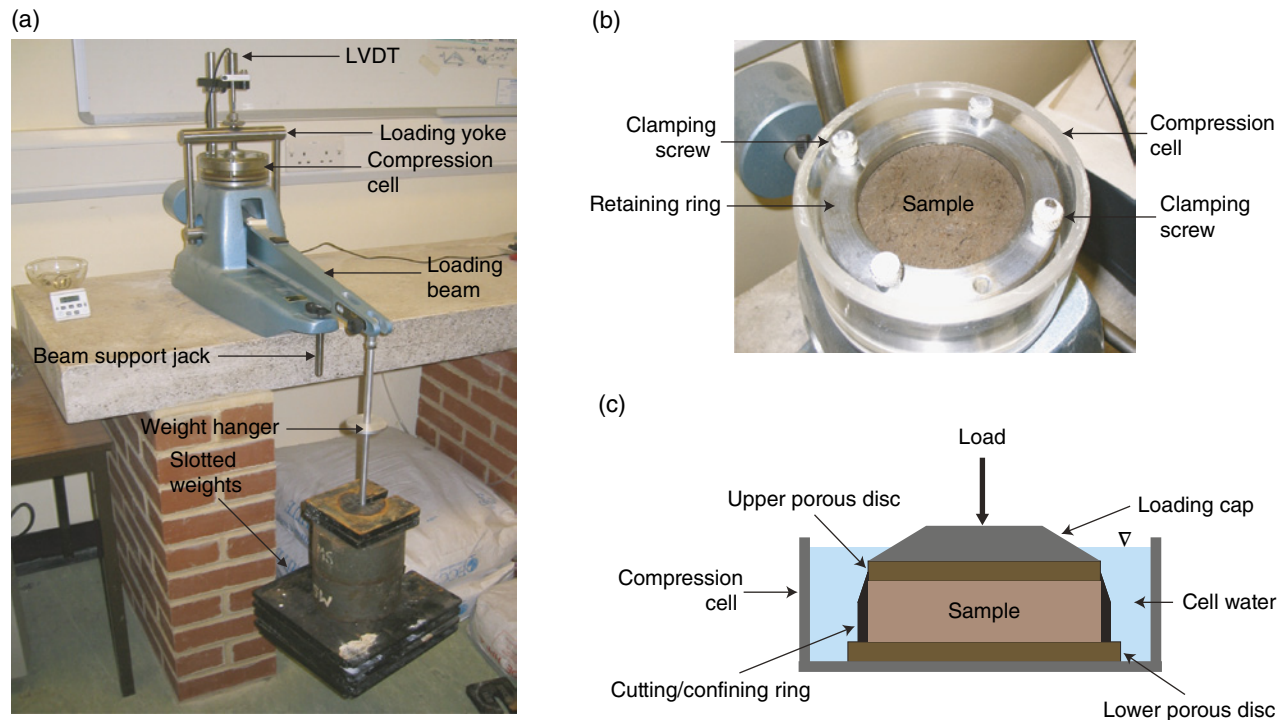 (a)
LVDT
Loading yoke
Compression
cell
Loading
beam
Beam support jack
Weight hanger
Slotted
weights
(b)
Clamping
screw
Compression
cell
Retaining ring
Sample
Clamping
screw
(c)
Load
Upper porous disc
Loading cap
Compression
cell
Sample
Cell water
Cutting/confining ring
Lower porous disc